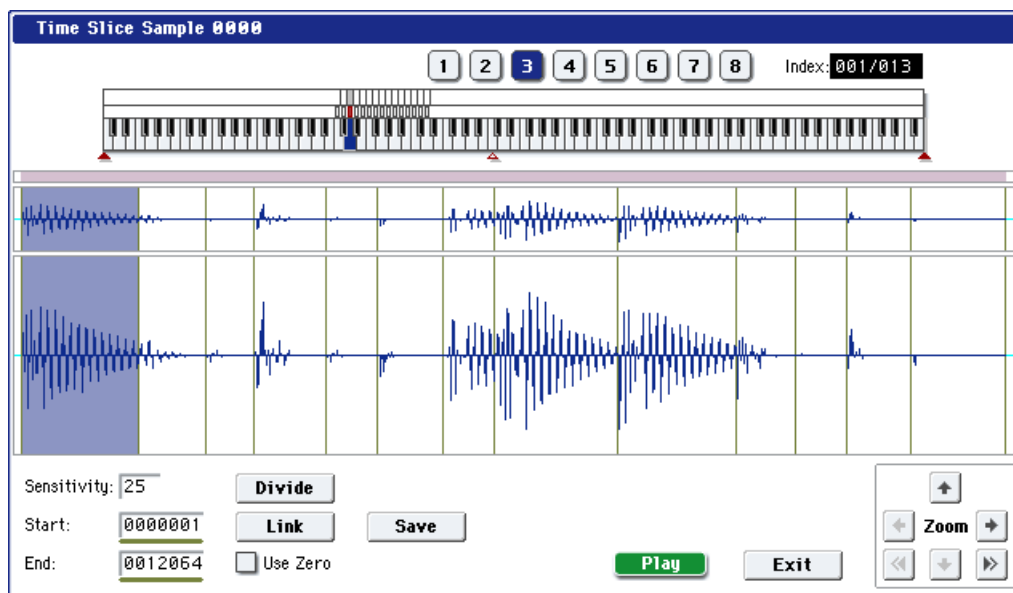 Time Slice Sample 0000
1 2 3 4 5 6 7 8 Index: 001/013
Sensitivity: 25 Divide
Start: 0000001 Link Save Zoom
End: 0012064 Use Zero Play Exit